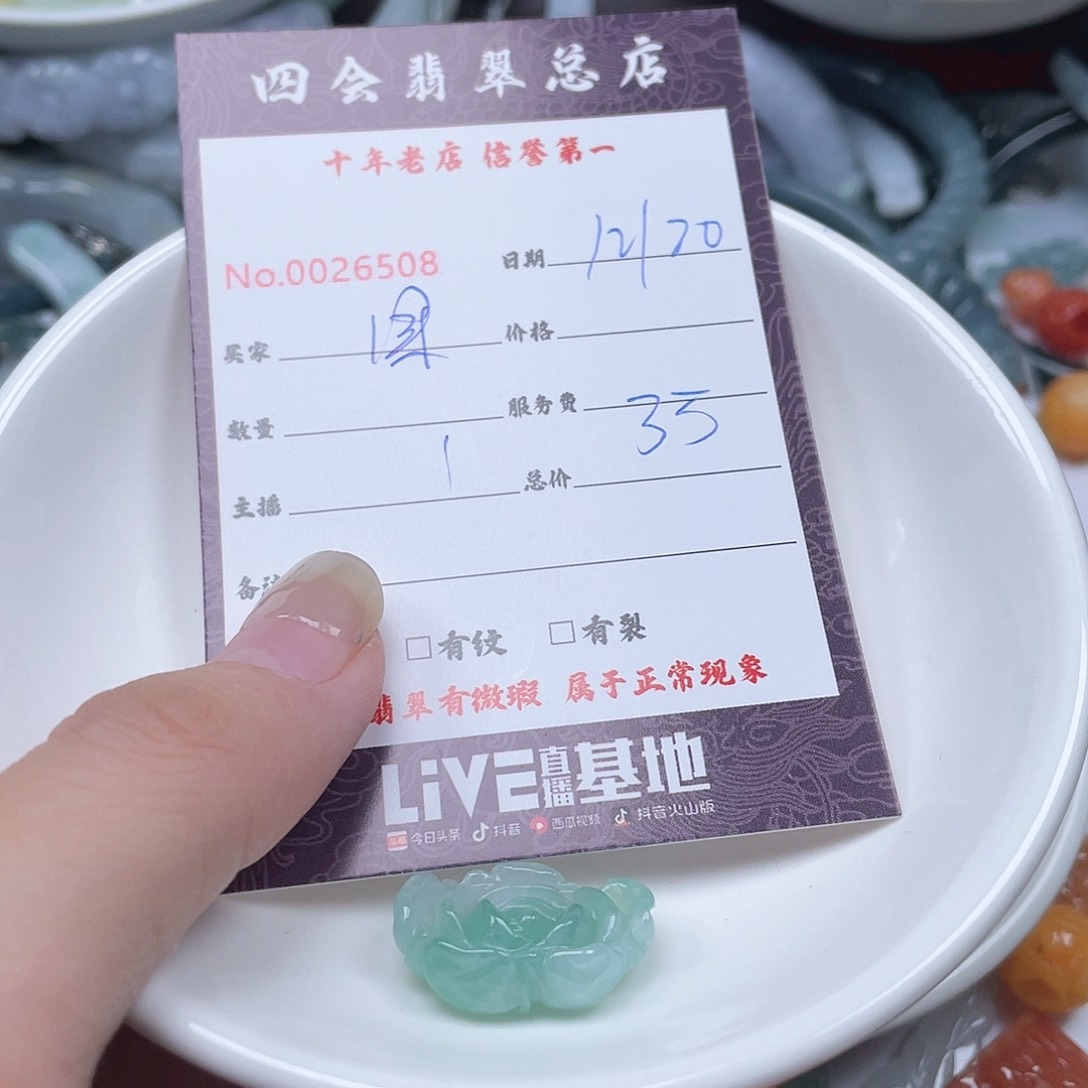 四会翡翠总店
十年老店 信誉第一
No.0026508 日期 12/20
买家 价格
数量 服务费 35
主播 1 总价
备注
□有纹 □有裂
翡翠有微瑕 属于正常现象
LiVE直播基地
今日头条 抖音 西瓜视频 抖音火山版